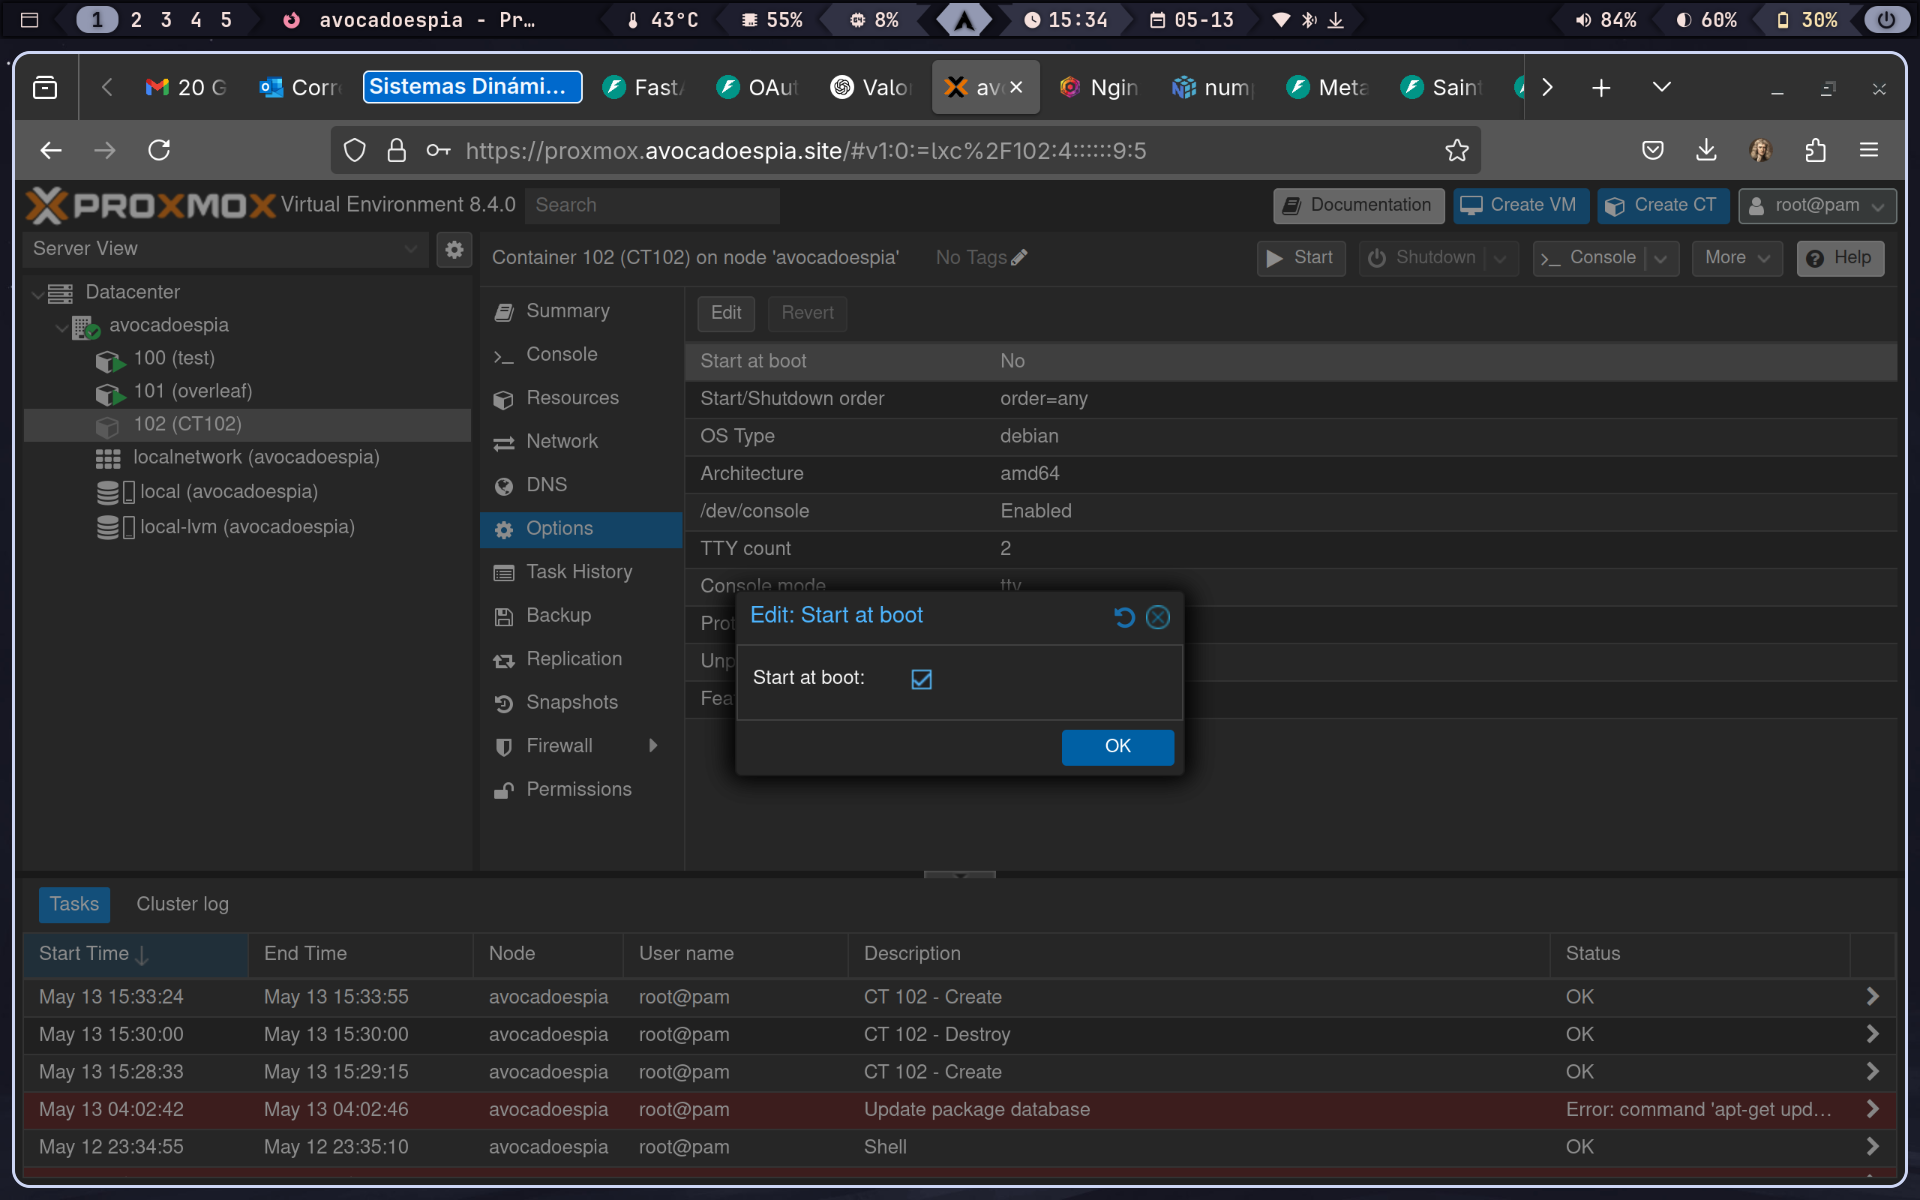 1 2 3 4 5 avocadoespia - Pr… 43°C 55% 8% 15:34 05-13 84% 60% 30%
20 G Corr Sistemas Dinámi... Fast OAut Valo av Ngin num Meta Saint
https://proxmox.avocadoespia.site/#v1:0:=lxc%2F102:4::::::9:5
PROXMOX Virtual Environment 8.4.0 Search Documentation Create VM Create CT root@pam
Server View
Container 102 (CT102) on node 'avocadoespia' No Tags Start Shutdown Console More Help
Datacenter
avocadoespia
100 (test)
101 (overleaf)
102 (CT102)
localnetwork (avocadoespia)
local (avocadoespia)
local-lvm (avocadoespia)
Summary
Console
Resources
Network
DNS
Options
Task History
Backup
Replication
Snapshots
Firewall
Permissions
Edit Revert
Start at boot No
Start/Shutdown order order=any
OS Type debian
Architecture amd64
/dev/console Enabled
TTY count 2
Console mode tty
Prot
Unp
Fea
Edit: Start at boot
Start at boot:
OK
Tasks Cluster log
Start Time End Time Node User name Description Status
May 13 15:33:24 May 13 15:33:55 avocadoespia root@pam CT 102 - Create OK
May 13 15:30:00 May 13 15:30:00 avocadoespia root@pam CT 102 - Destroy OK
May 13 15:28:33 May 13 15:29:15 avocadoespia root@pam CT 102 - Create OK
May 13 04:02:42 May 13 04:02:46 avocadoespia root@pam Update package database Error: command 'apt-get upd...
May 12 23:34:55 May 12 23:35:10 avocadoespia root@pam Shell OK